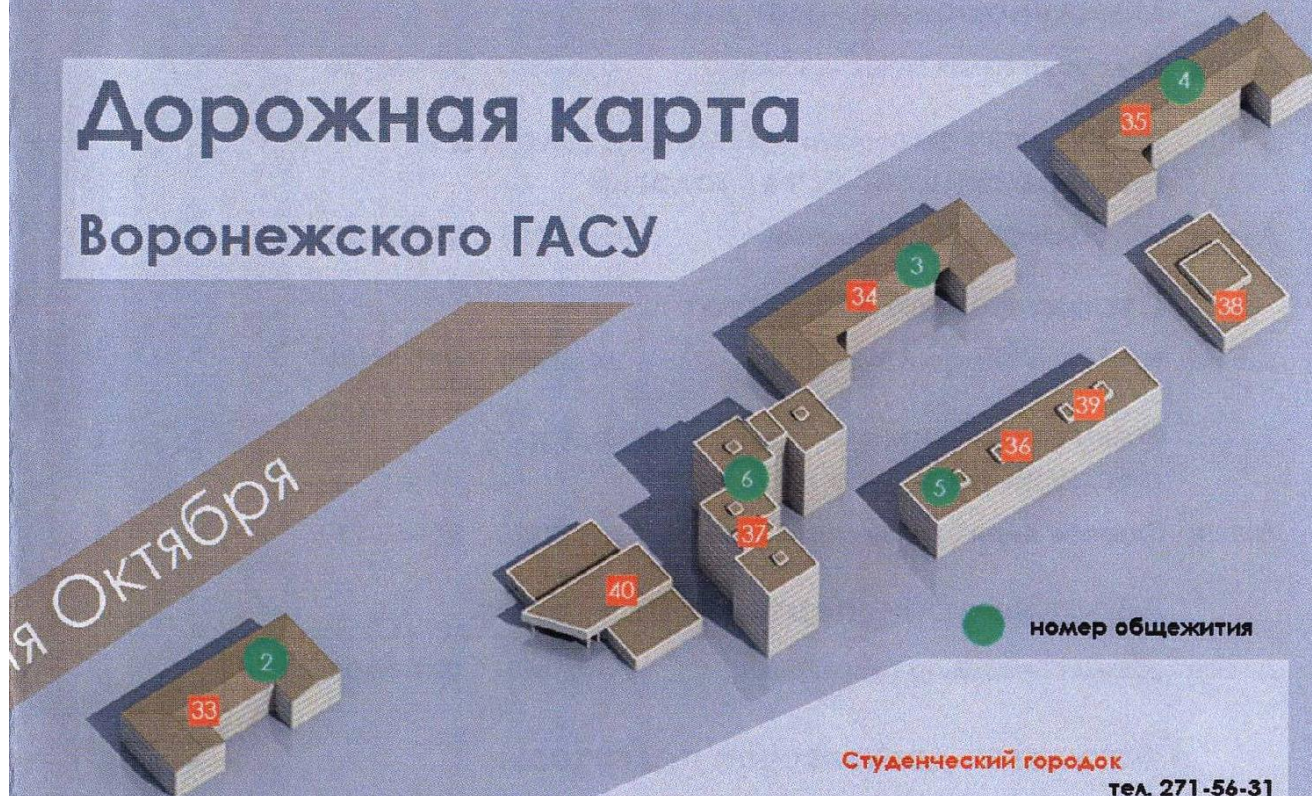 Дорожная карта
Воронежского ГАСУ
4
35
3
34
38
39
36
5
6
37
40
я Октября
2
33
номер общежития
Студенческий городок
тел. 271-56-31